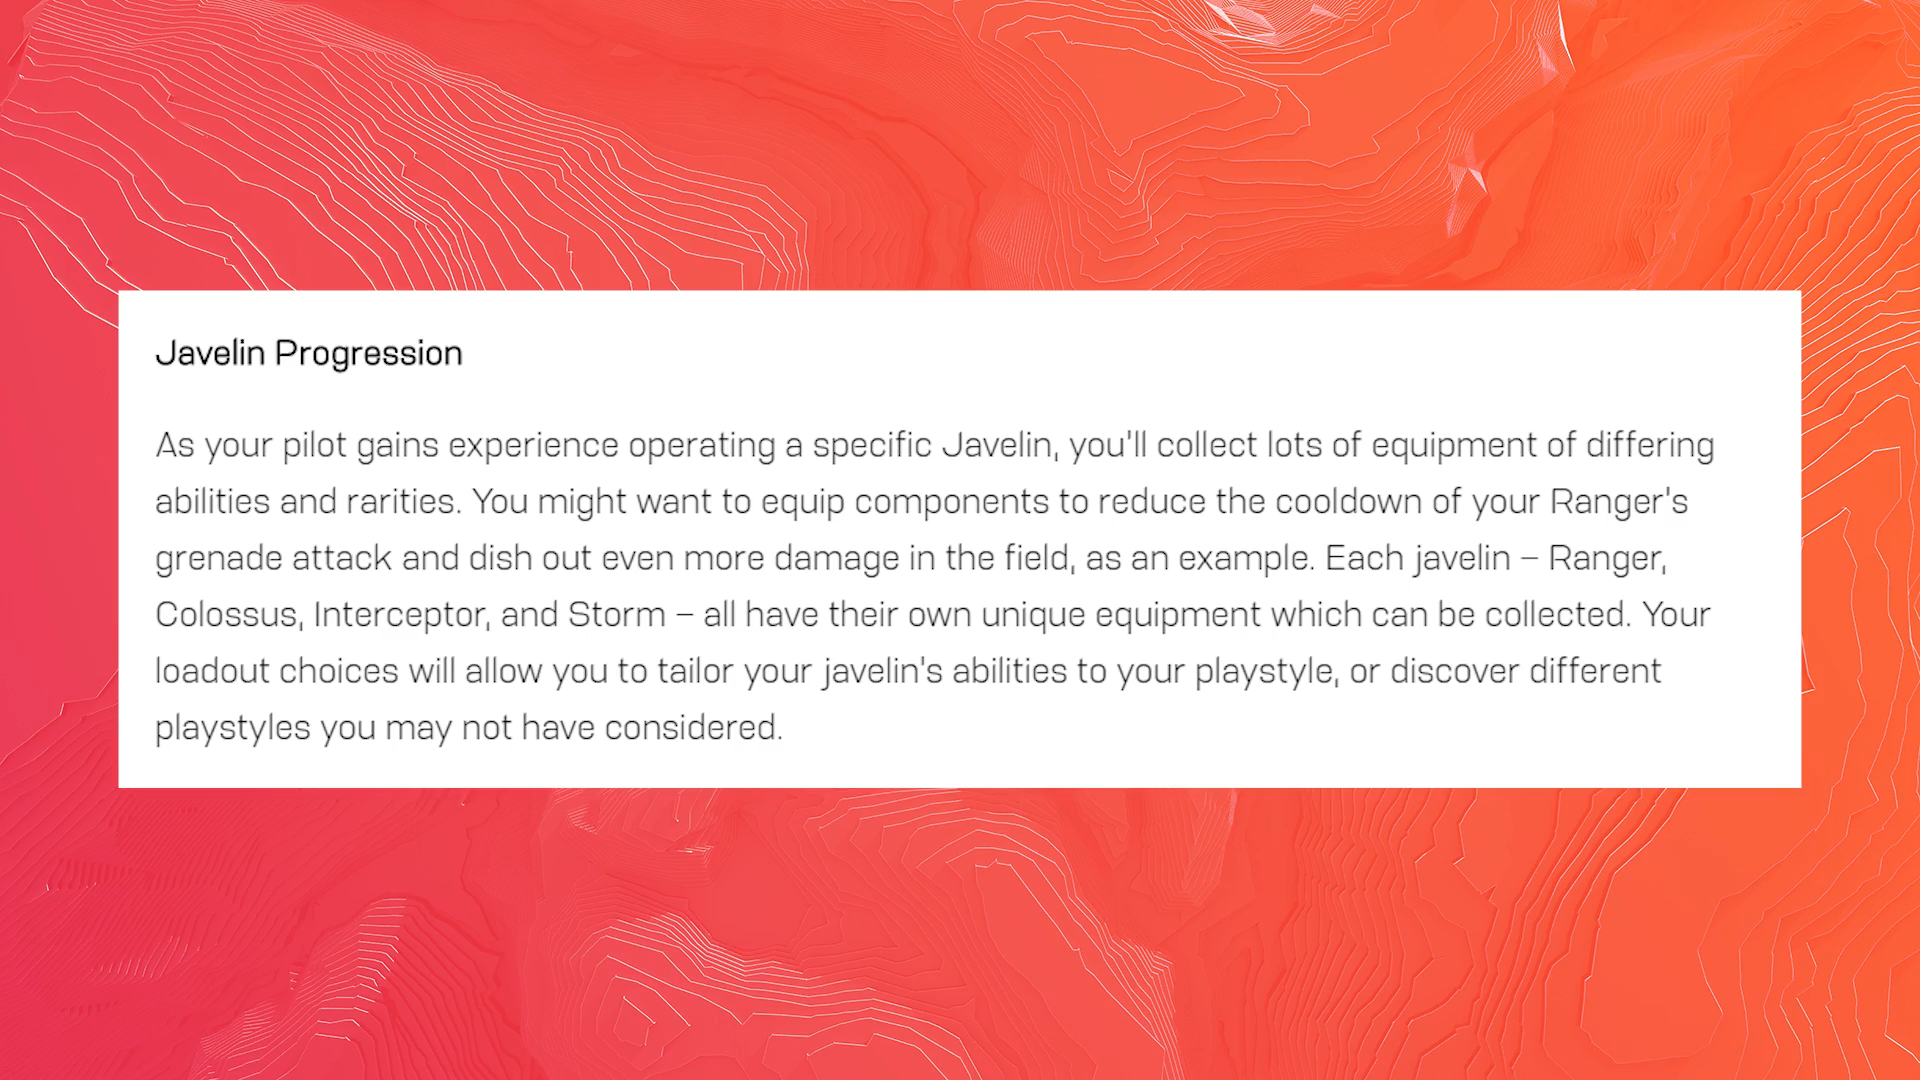 Javelin Progression
As your pilot gains experience operating a specific Javelin, you'll collect lots of equipment of differing
abilities and rarities. You might want to equip components to reduce the cooldown of your Ranger's
grenade attack and dish out even more damage in the field, as an example. Each javelin – Ranger,
Colossus, Interceptor, and Storm – all have their own unique equipment which can be collected. Your
loadout choices will allow you to tailor your javelin's abilities to your playstyle, or discover different
playstyles you may not have considered.